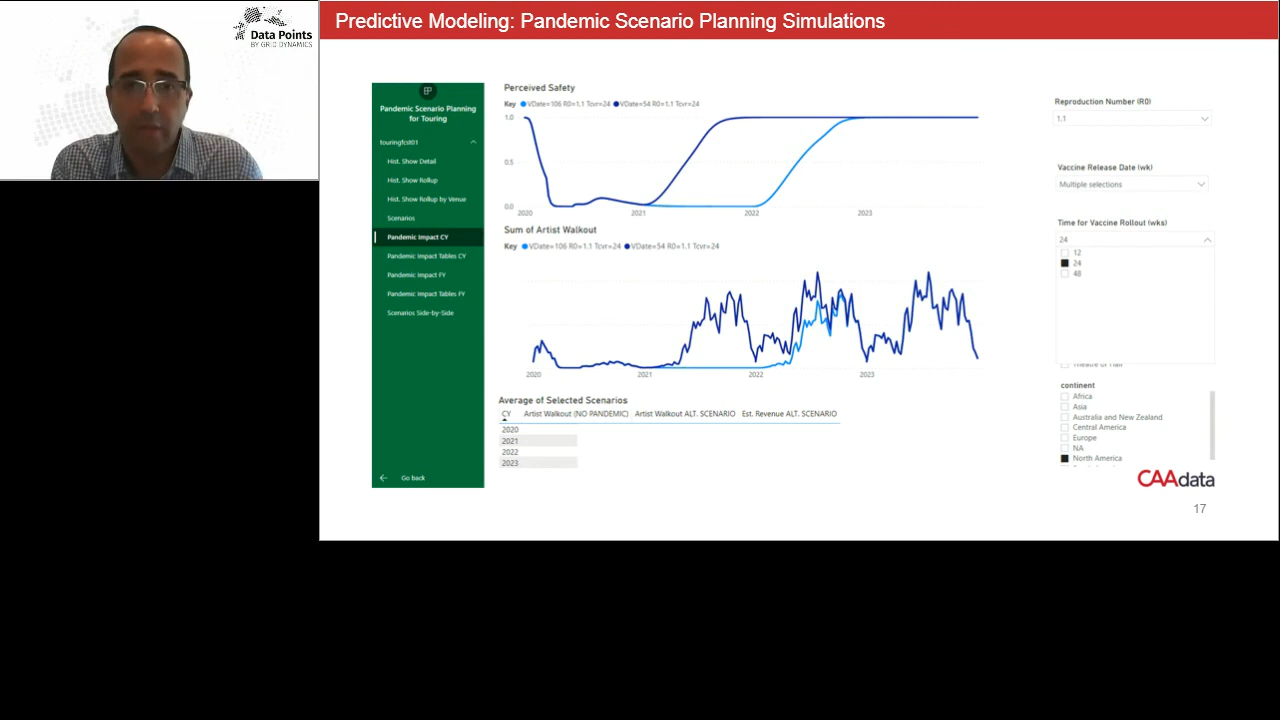 Data Points
BY GRID DYNAMICS
Predictive Modeling: Pandemic Scenario Planning Simulations
Pandemic Scenario Planning
for Touring
touringfcst01
Hist. Show Detail
Hist. Show Rollup
Hist. Show Rollup by Venue
Scenarios
Pandemic Impact CY
Pandemic Impact Tables CY
Pandemic Impact FY
Pandemic Impact Tables FY
Scenarios Side-by-Side
Go back
Perceived Safety
Key VDate=106 R0=1.1 Tcvr=24 VDate=54 R0=1.1 Tcvr=24
1.0
0.5
0.0
2020 2021 2022 2023
Sum of Artist Walkout
Key VDate=106 R0=1.1 Tcvr=24 VDate=54 R0=1.1 Tcvr=24
2020 2021 2022 2023
Average of Selected Scenarios
CY Artist Walkout (NO PANDEMIC) Artist Walkout ALT. SCENARIO Est. Revenue ALT. SCENARIO
2020
2021
2022
2023
Reproduction Number (R0)
1.1
Vaccine Release Date (wk)
Multiple selections
Time for Vaccine Rollout (wks)
24
12
24
48
continent
Africa
Asia
Australia and New Zealand
Central America
Europe
NA
North America
CAAdata
17